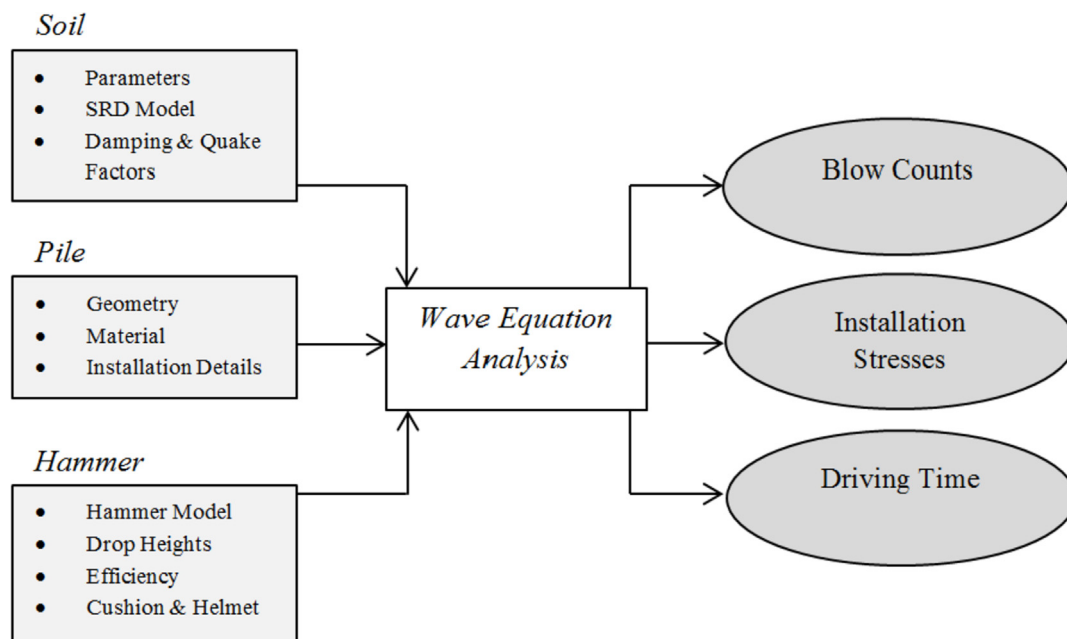 Soil
• Parameters
• SRD Model
• Damping & Quake
Factors
Pile
• Geometry
• Material
• Installation Details
Hammer
• Hammer Model
• Drop Heights
• Efficiency
• Cushion & Helmet
Wave Equation
Analysis
Blow Counts
Installation
Stresses
Driving Time